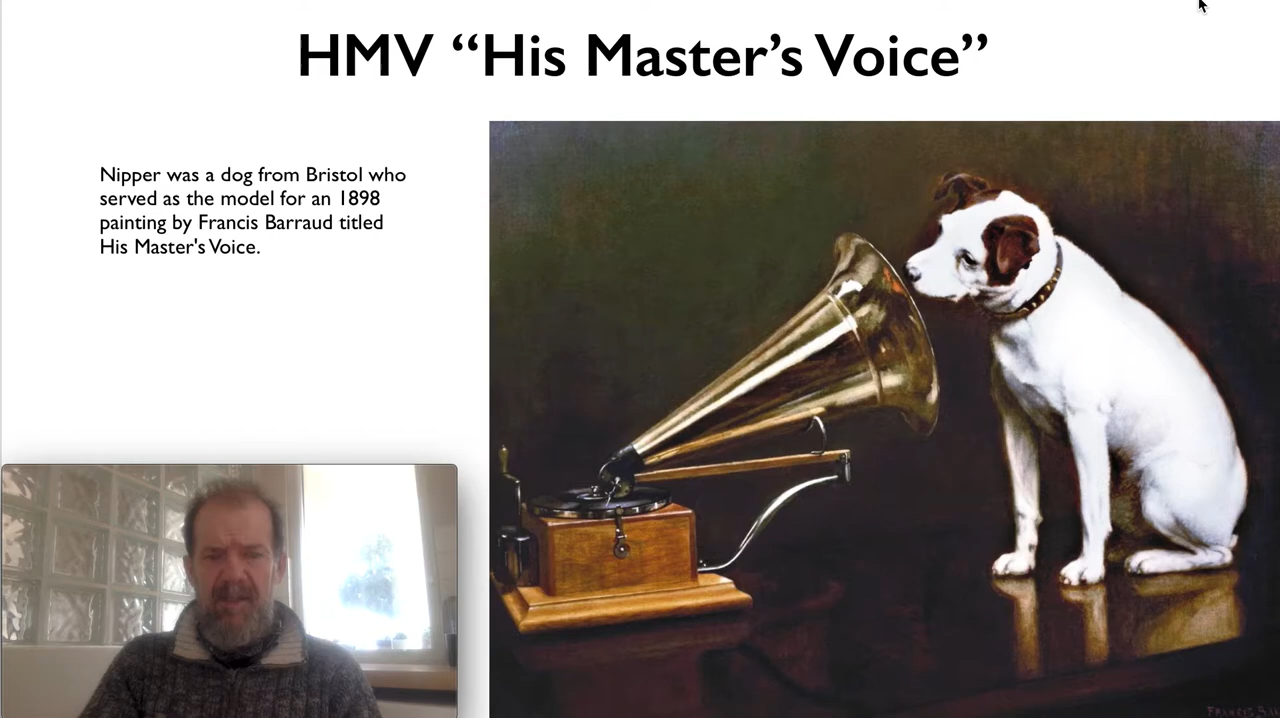 HMV “His Master’s Voice”
Nipper was a dog from Bristol who
served as the model for an 1898
painting by Francis Barraud titled
His Master's Voice.